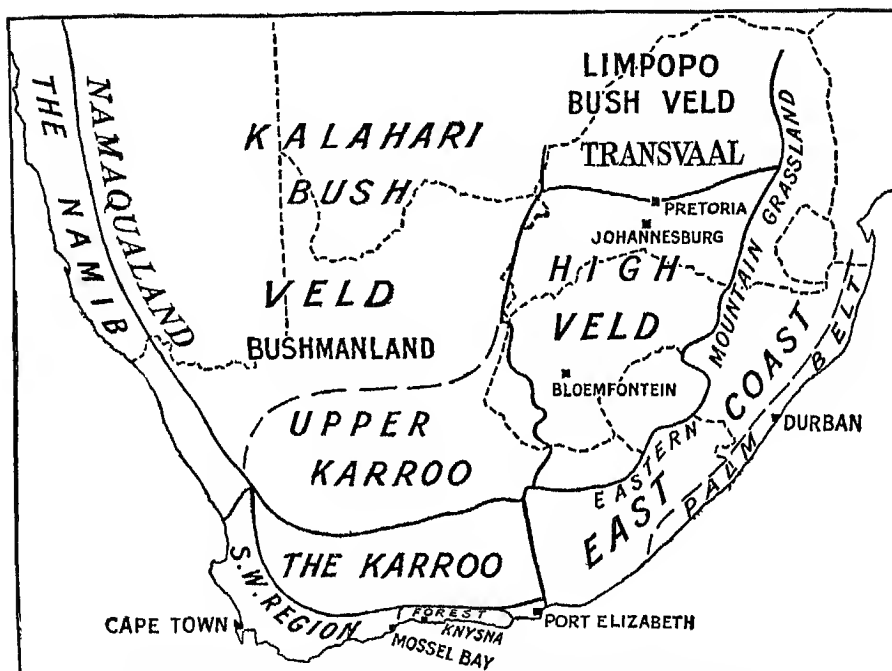 THE NAMIB
NAMAQUALAND
KALAHARI
BUSH
VELD
BUSHMANLAND
LIMPOPO
BUSH VELD
TRANSVAAL
PRETORIA
JOHANNESBURG
HIGH
VELD
BLOEMFONTEIN
EASTERN MOUNTAIN GRASSLAND
EAST COAST
PALM BELT
DURBAN
UPPER
KARROO
THE KARROO
S.W. REGION
FOREST
KNYSNA
CAPE TOWN
MOSSEL BAY
PORT ELIZABETH